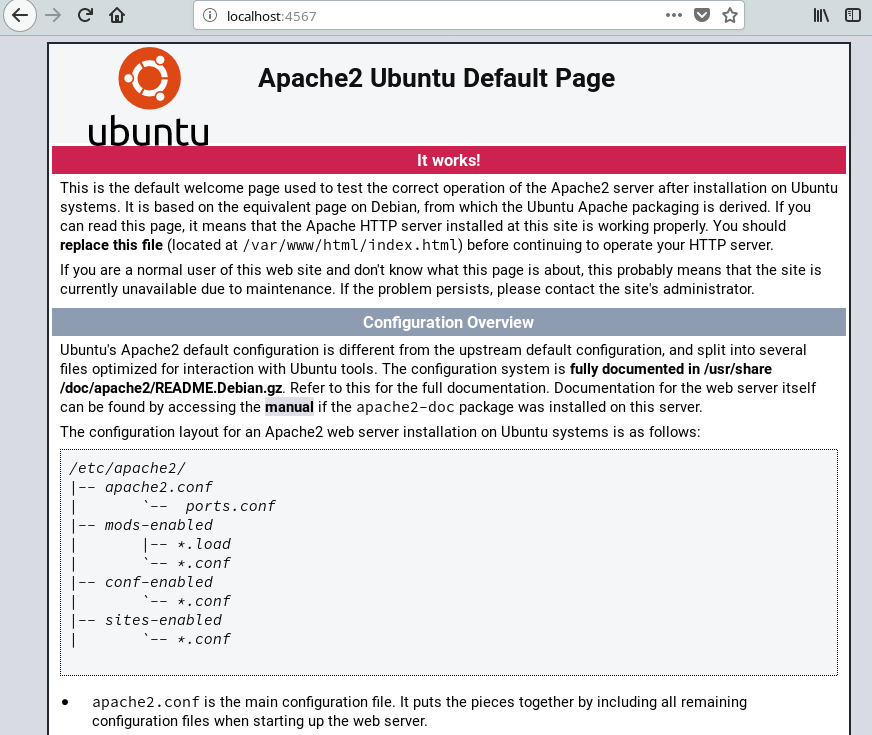 localhost:4567
ubuntu
Apache2 Ubuntu Default Page
It works!
This is the default welcome page used to test the correct operation of the Apache2 server after installation on Ubuntu
systems. It is based on the equivalent page on Debian, from which the Ubuntu Apache packaging is derived. If you
can read this page, it means that the Apache HTTP server installed at this site is working properly. You should
replace this file (located at /var/www/html/index.html) before continuing to operate your HTTP server.
If you are a normal user of this web site and don't know what this page is about, this probably means that the site is
currently unavailable due to maintenance. If the problem persists, please contact the site's administrator.
Configuration Overview
Ubuntu's Apache2 default configuration is different from the upstream default configuration, and split into several
files optimized for interaction with Ubuntu tools. The configuration system is fully documented in /usr/share
/doc/apache2/README.Debian.gz. Refer to this for the full documentation. Documentation for the web server itself
can be found by accessing the manual if the apache2-doc package was installed on this server.
The configuration layout for an Apache2 web server installation on Ubuntu systems is as follows:
/etc/apache2/
|-- apache2.conf
|       `--  ports.conf
|-- mods-enabled
|       |-- *.load
|       `-- *.conf
|-- conf-enabled
|       `-- *.conf
|-- sites-enabled
|       `-- *.conf
• apache2.conf is the main configuration file. It puts the pieces together by including all remaining
configuration files when starting up the web server.